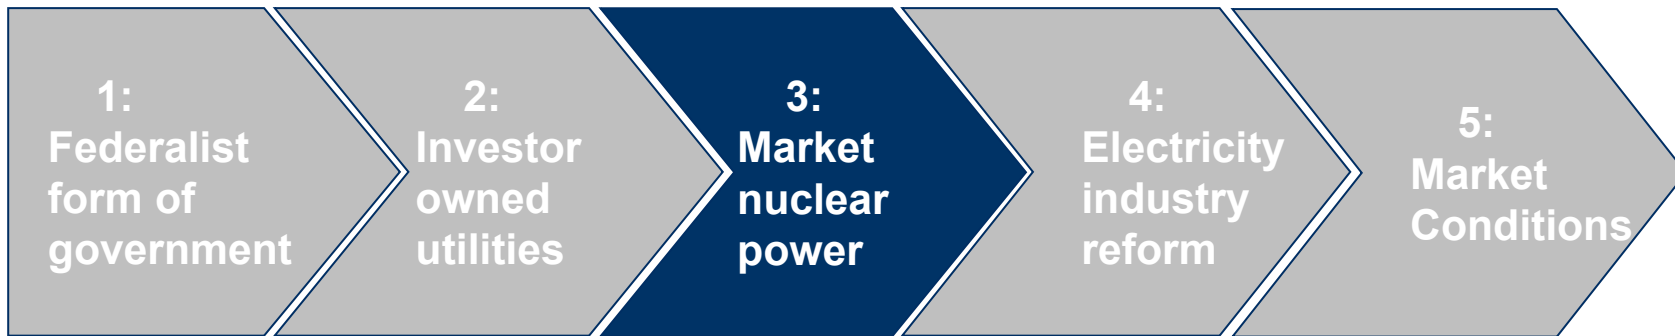 1:
Federalist
form of
government
2:
Investor
owned
utilities
3:
Market
nuclear
power
4:
Electricity
industry
reform
5:
Market
Conditions